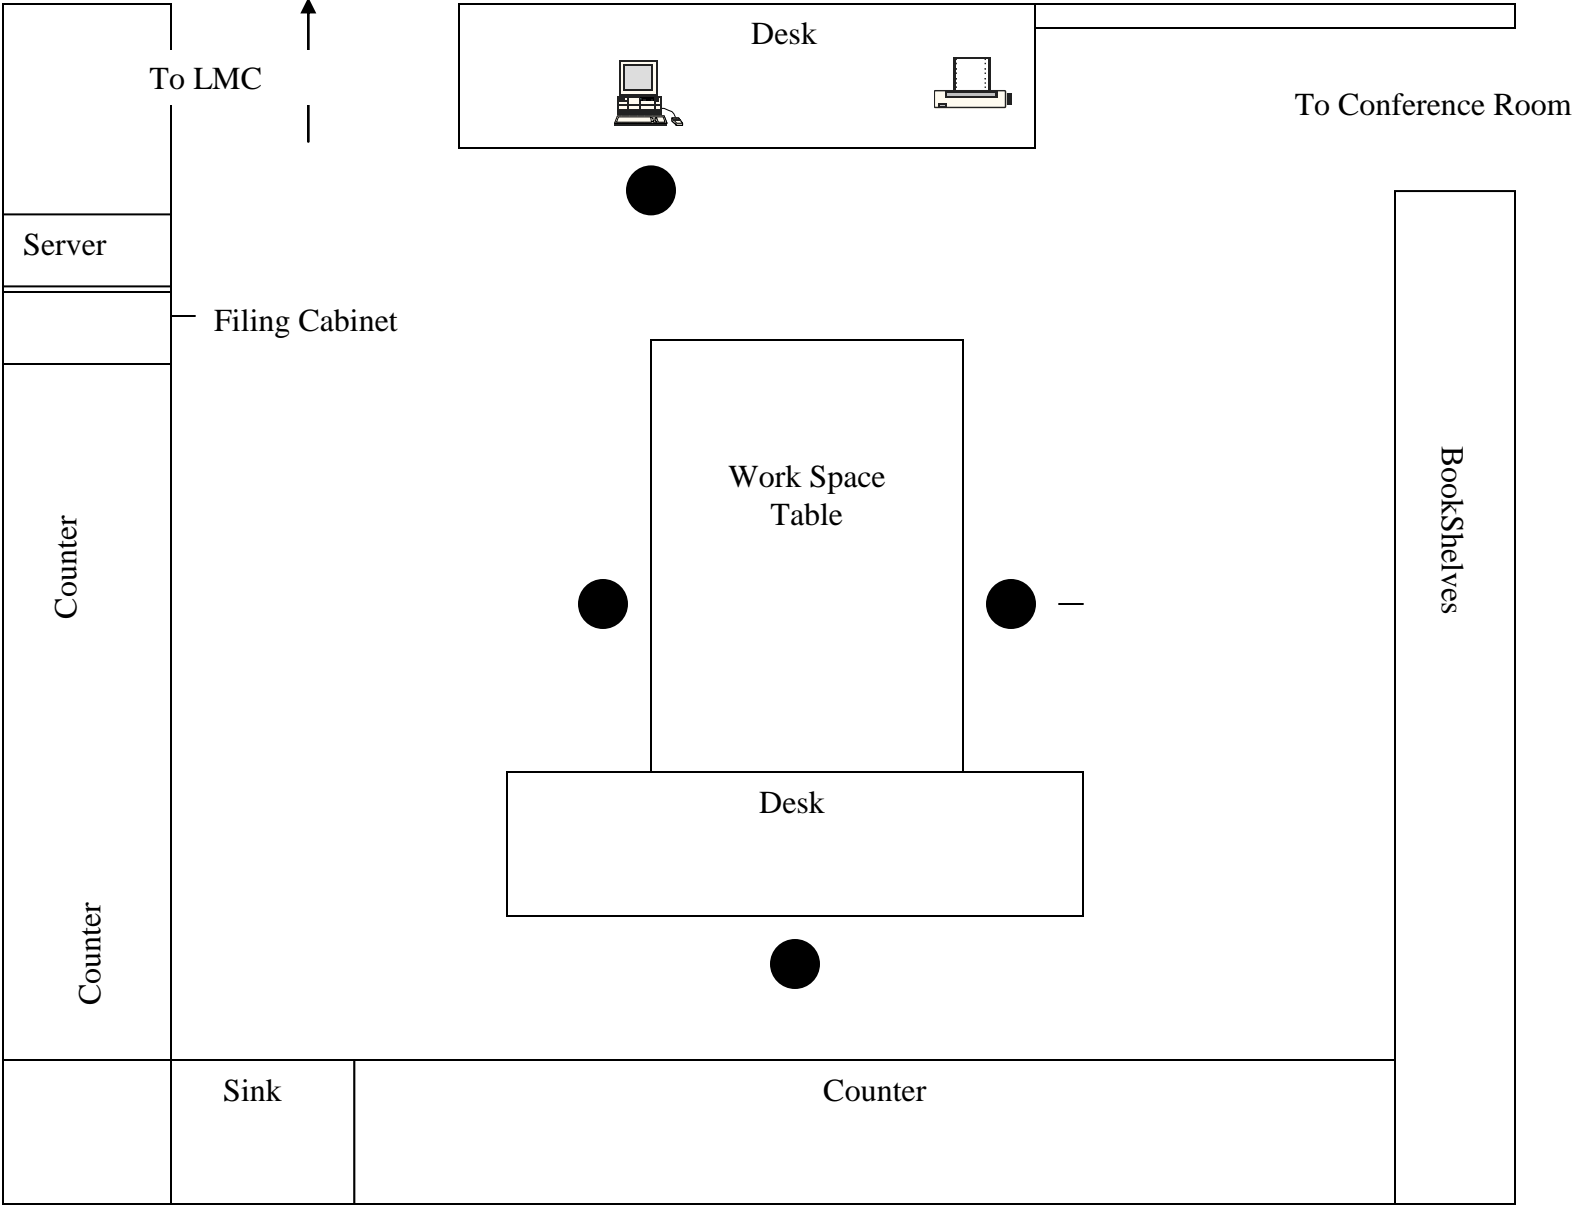 Desk
To LMC
To Conference Room
Server
Filing Cabinet
Work Space
Table
BookShelves
Counter
Desk
Counter
Sink
Counter